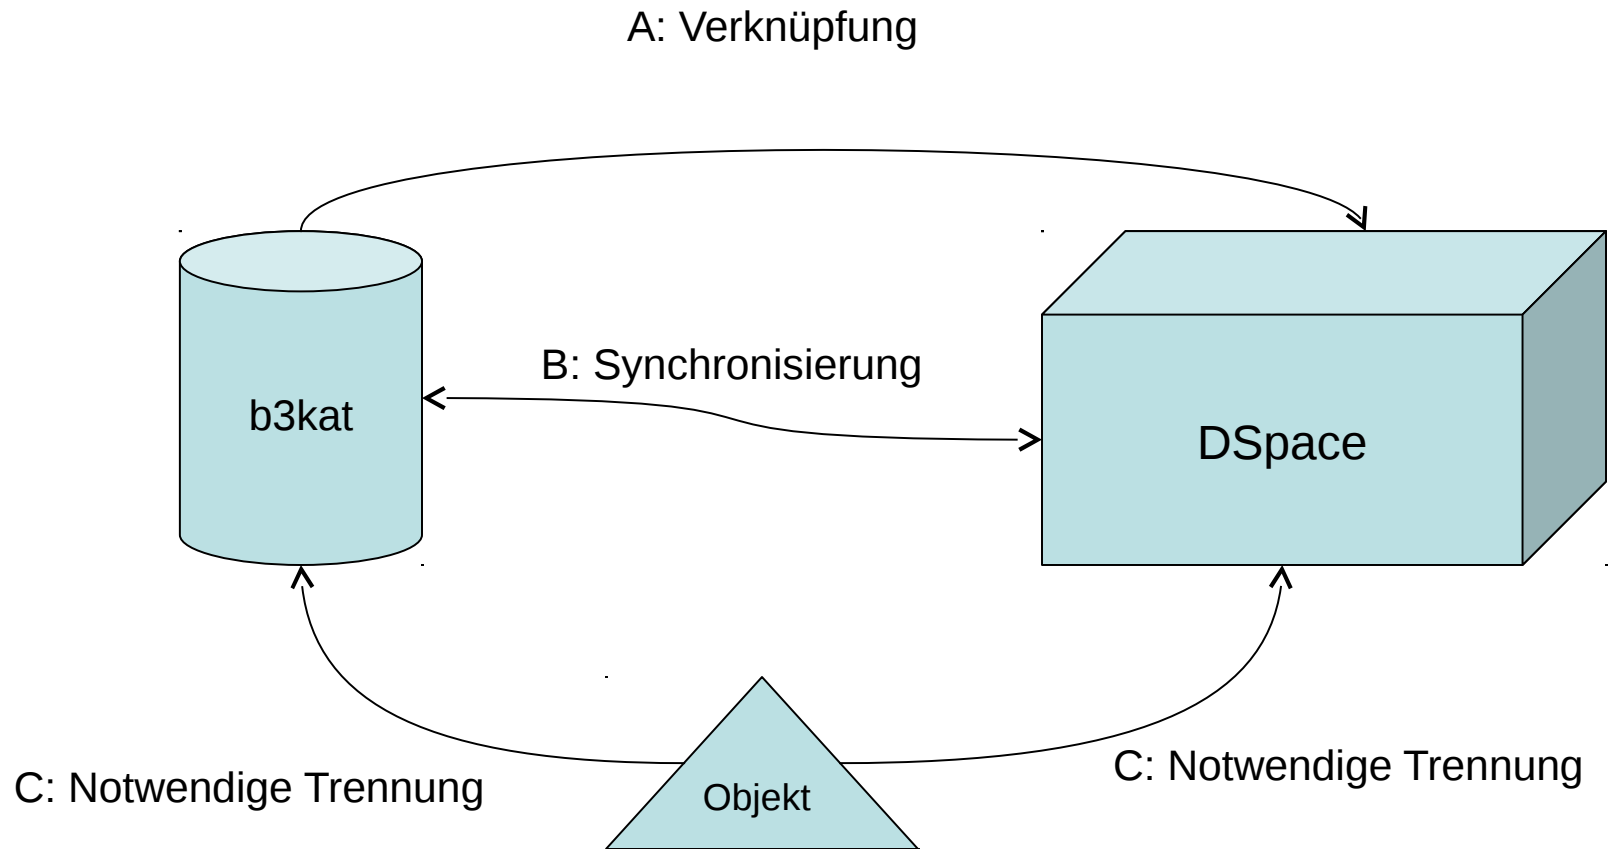 A: Verknüpfung
B: Synchronisierung
b3kat
DSpace
C: Notwendige Trennung
C: Notwendige Trennung
Objekt